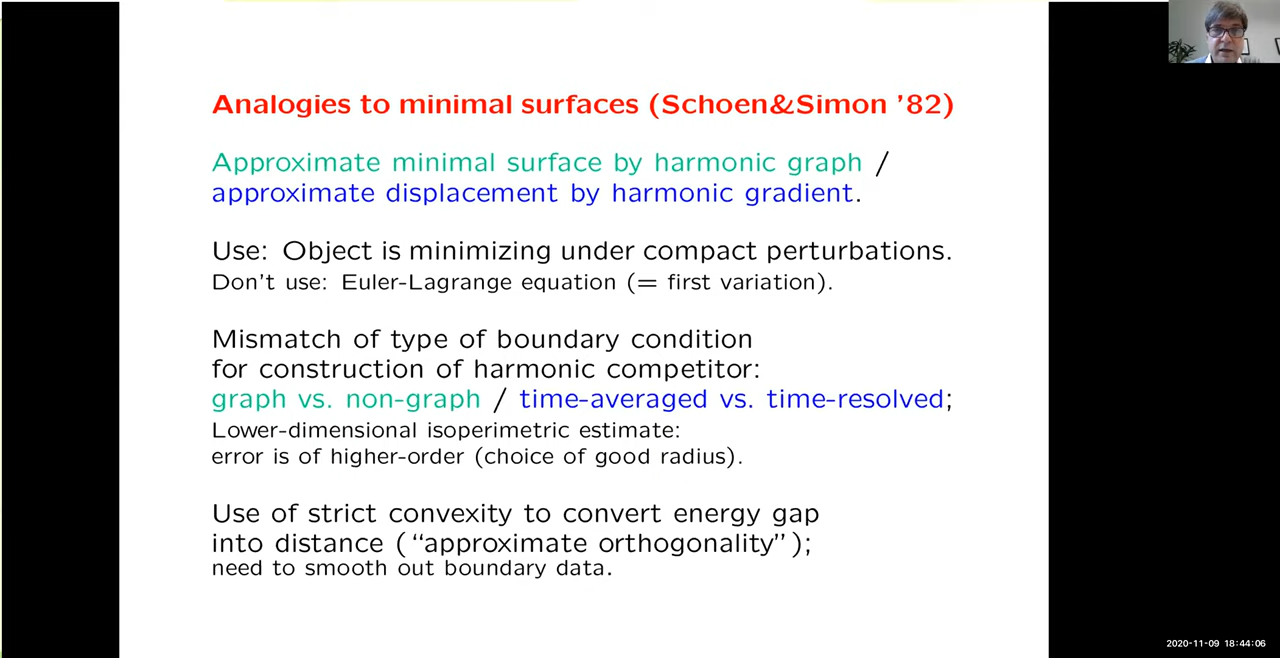 Analogies to minimal surfaces (Schoen&Simon ’82)
Approximate minimal surface by harmonic graph /
approximate displacement by harmonic gradient.
Use: Object is minimizing under compact perturbations.
Don’t use: Euler-Lagrange equation (= first variation).
Mismatch of type of boundary condition
for construction of harmonic competitor:
graph vs. non-graph / time-averaged vs. time-resolved;
Lower-dimensional isoperimetric estimate:
error is of higher-order (choice of good radius).
Use of strict convexity to convert energy gap
into distance (“approximate orthogonality”);
need to smooth out boundary data.
2020-11-09 18:44:06